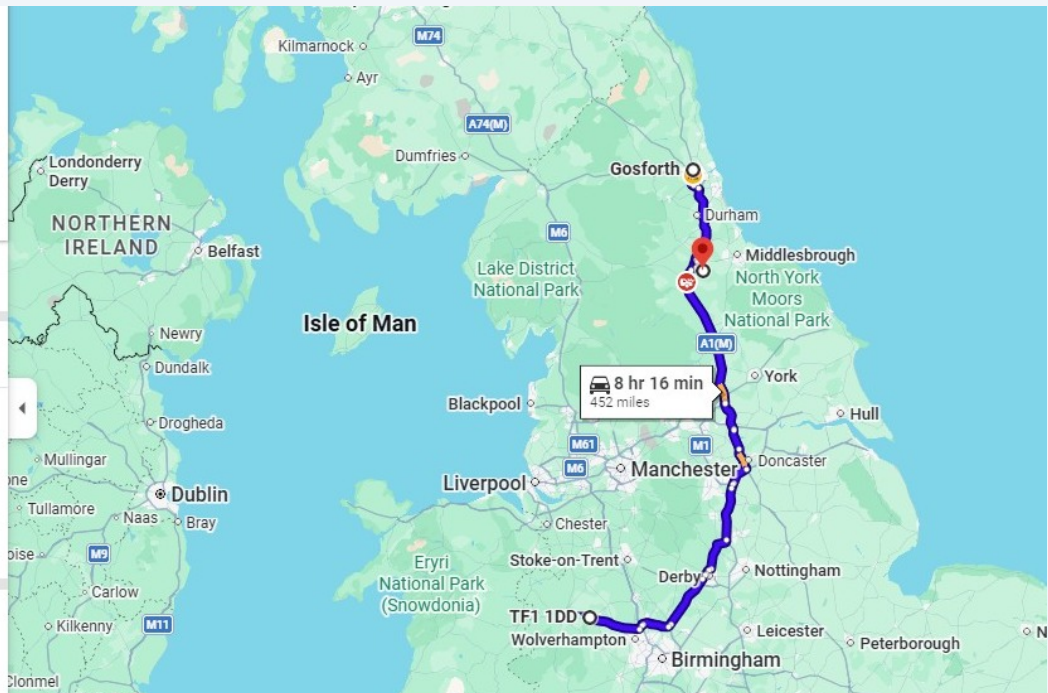 M74
Kilmarnock
Ayr
A74(M)
Dumfries
Londonderry
Derry
Gosforth
NORTHERN
IRELAND
Durham
Belfast
M6
Middlesbrough
Lake District
National Park
North York
Moors
National Park
Isle of Man
Newry
A1(M)
Dundalk
8 hr 16 min
452 miles
York
Blackpool
Hull
Drogheda
M61
M1
Mullingar
M6
Manchester
Doncaster
one
Liverpool
Dublin
Tullamore
Naas
Bray
Chester
oise
M9
Stoke-on-Trent
Eryri
National Park
(Snowdonia)
Derby
Nottingham
Carlow
TF1 1DD
Kilkenny
M11
Wolverhampton
Leicester
Peterborough
N
Birmingham
Clonmel